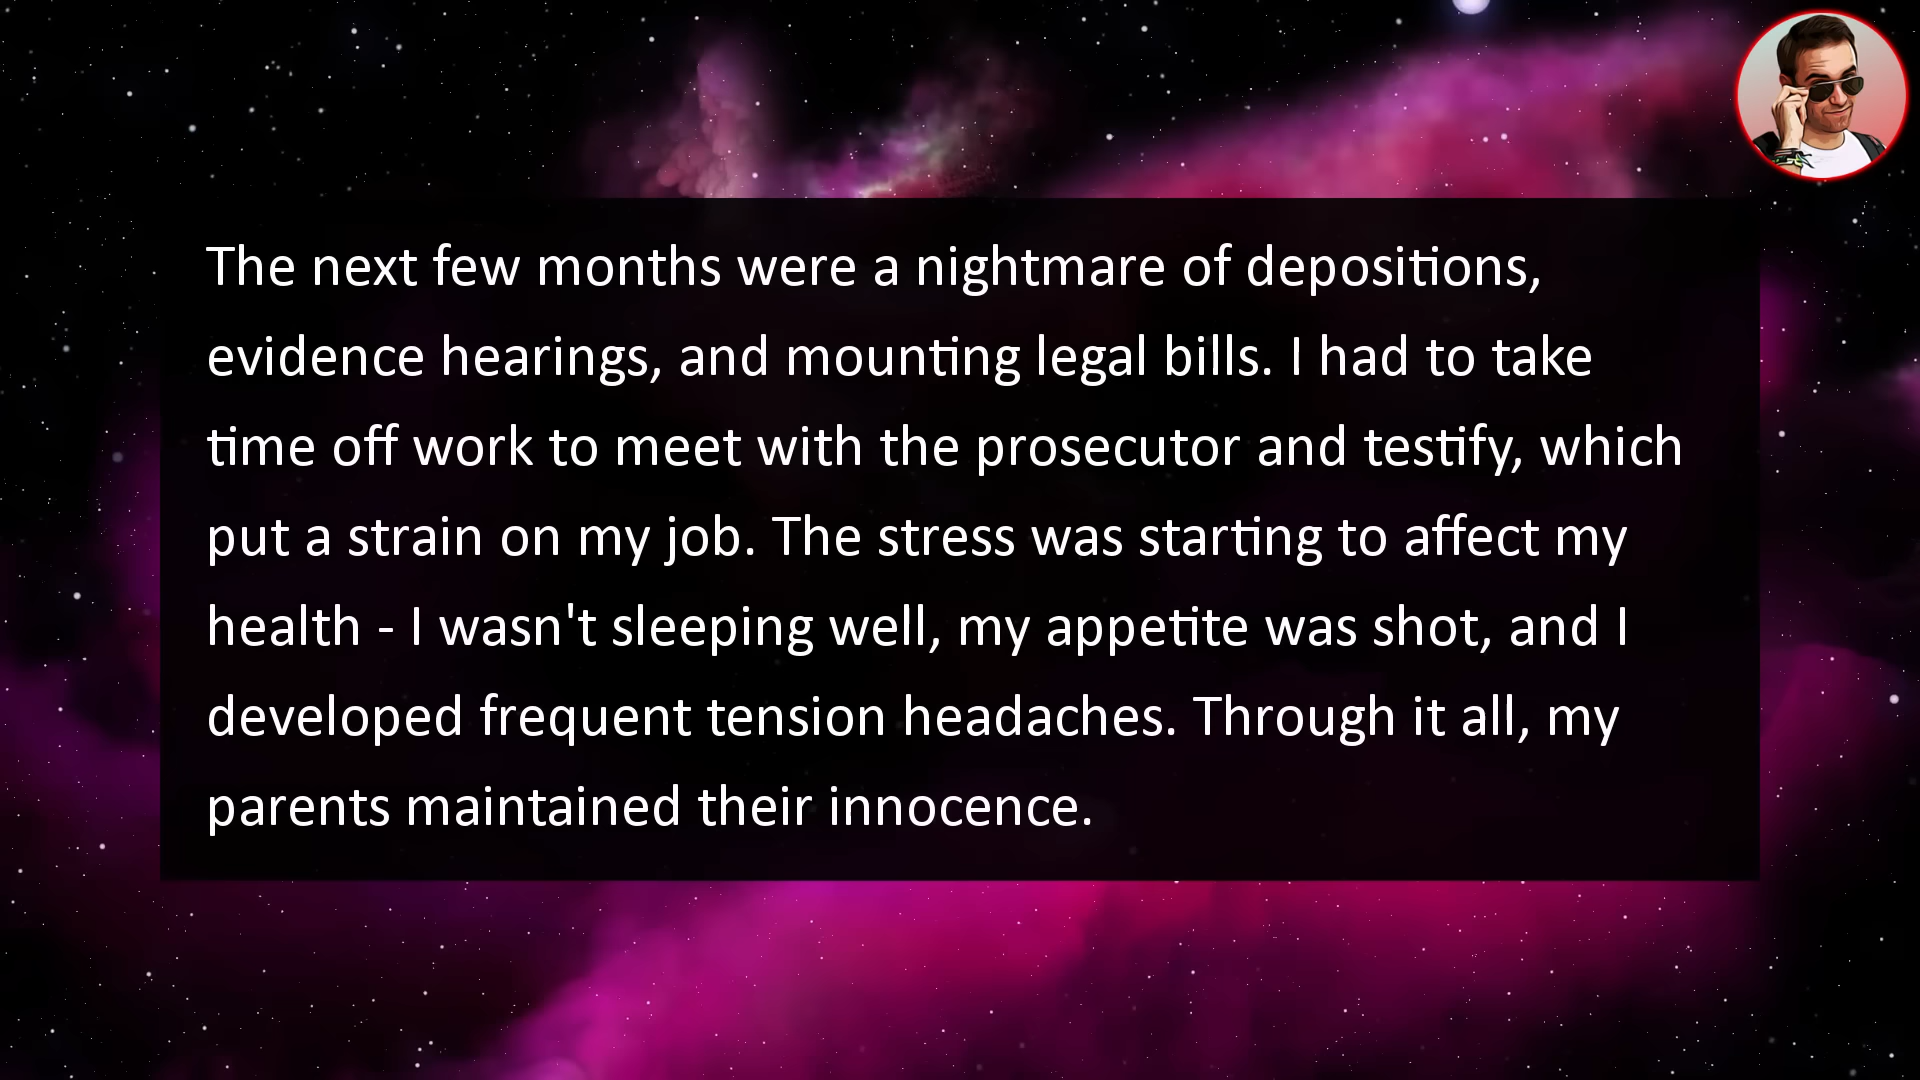 The next few months were a nightmare of depositions,
evidence hearings, and mounting legal bills. I had to take
time off work to meet with the prosecutor and testify, which
put a strain on my job. The stress was starting to affect my
health - I wasn't sleeping well, my appetite was shot, and I
developed frequent tension headaches. Through it all, my
parents maintained their innocence.